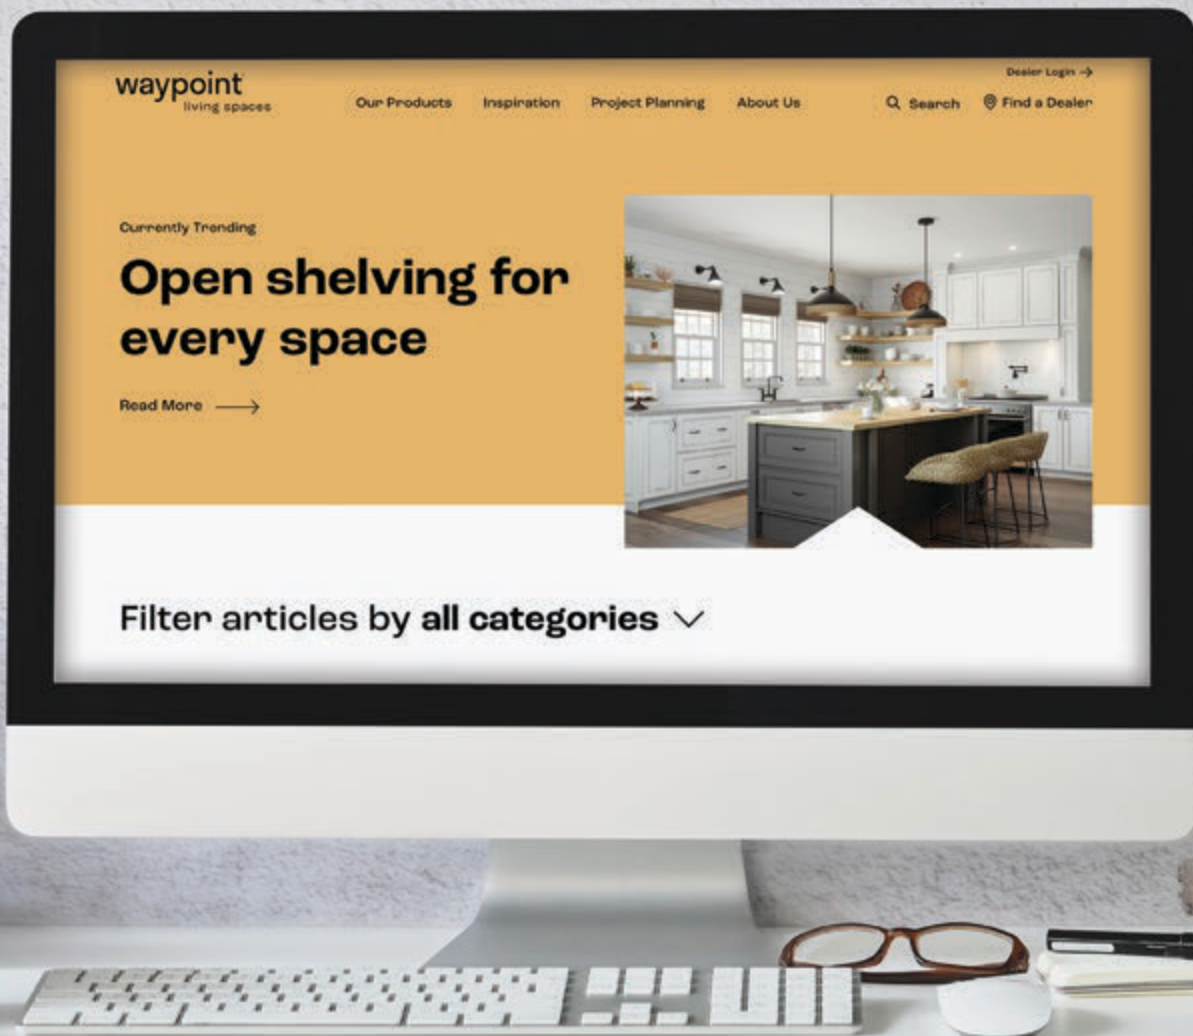 Dealer Login
waypoint
living spaces
Our Products Inspiration Project Planning About Us Search Find a Dealer
Currently Trending
Open shelving for
every space
Read More
Filter articles by all categories